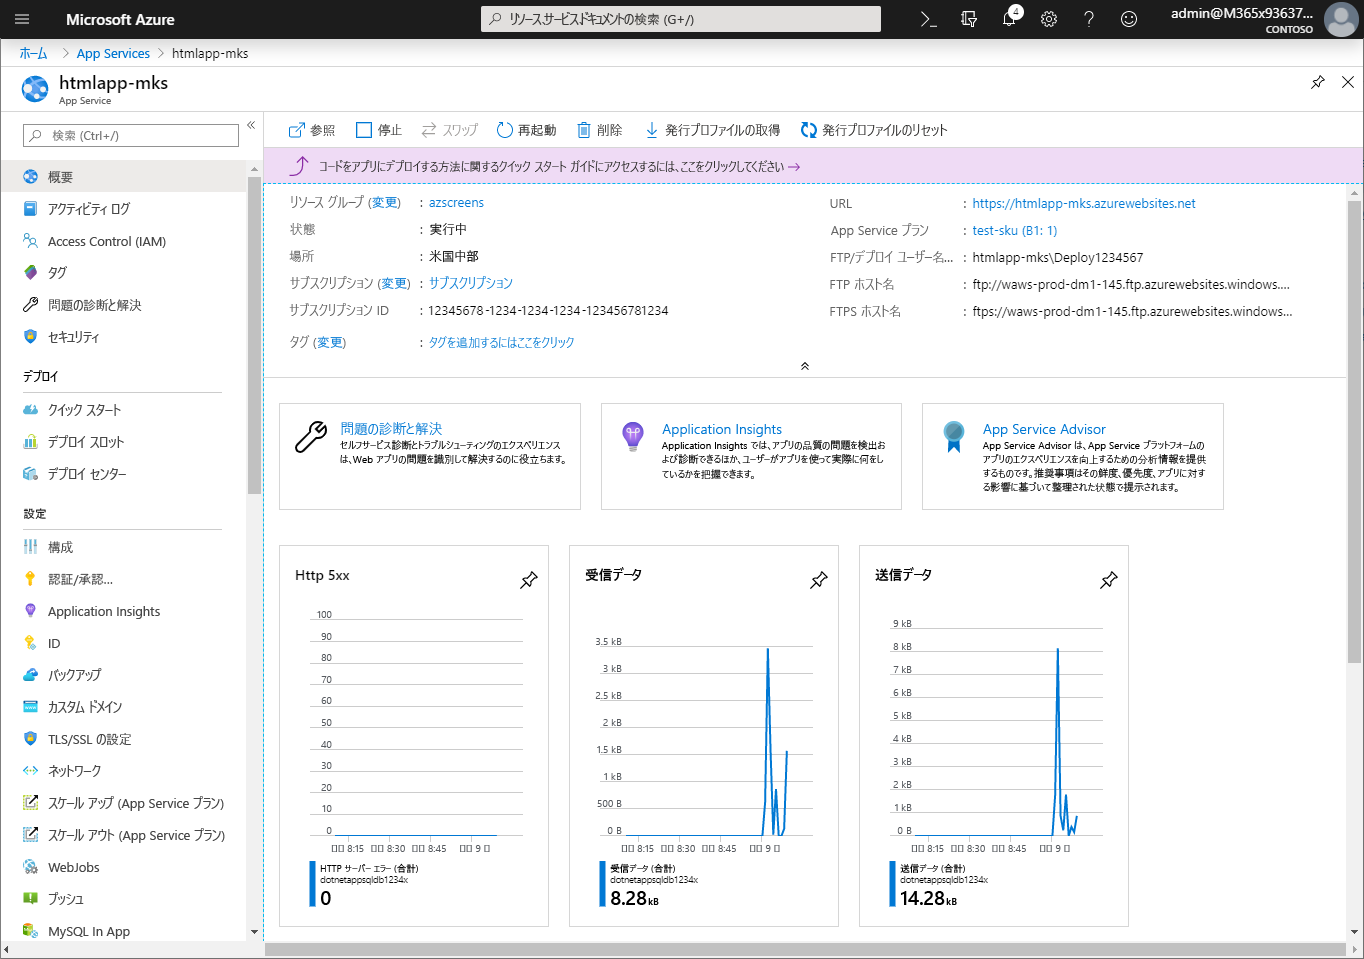 Microsoft Azure
リソース.サービスドキュメントの検索 (G+/)
4
admin@M365x93637...
CONTOSO
ホーム > App Services > htmlapp-mks
htmlapp-mks
App Service
検索 (Ctrl+/)
概要
アクティビティ ログ
Access Control (IAM)
タグ
問題の診断と解決
セキュリティ
デプロイ
クイック スタート
デプロイ スロット
デプロイ センター
設定
構成
認証/承認...
Application Insights
ID
バックアップ
カスタム ドメイン
TLS/SSL の設定
ネットワーク
スケール アップ (App Service プラン)
スケール アウト (App Service プラン)
WebJobs
プッシュ
MySQL In App
参照 停止 スワップ 再起動 削除 発行プロファイルの取得 発行プロファイルのリセット
コードをアプリにデプロイする方法に関するクイック スタート ガイドにアクセスするには、ここをクリックしてください →
リソース グループ (変更) : azscreens
状態 : 実行中
場所 : 米国中部
サブスクリプション (変更) : サブスクリプション
サブスクリプション ID : 12345678-1234-1234-1234-123456781234
タグ (変更) : タグを追加するにはここをクリック
URL : https://htmlapp-mks.azurewebsites.net
App Service プラン : test-sku (B1: 1)
FTP/デプロイ ユーザー名... : htmlapp-mks\Deploy1234567
FTP ホスト名 : ftp://waws-prod-dm1-145.ftp.azurewebsites.windows....
FTPS ホスト名 : ftps://waws-prod-dm1-145.ftp.azurewebsites.windows...
問題の診断と解決
セルフサービス診断とトラブルシューティングのエクスペリエンス
は、Web アプリの問題を識別して解決するのに役立ちます。
Application Insights
Application Insights では、アプリの品質の問題を検出お
よび診断できるほか、ユーザーがアプリを使って実際に何をし
ているかを把握できます。
App Service Advisor
App Service Advisor は、App Service プラットフォームの
アプリのエクスペリエンスを向上するための分析情報を提供
するものです。推奨事項はその鮮度、優先度、アプリに対す
る影響に基づいて整理された状態で提示されます。
Http 5xx
100
90
80
70
60
50
40
30
20
10
0
8:15 8:30 8:45 9
HTTP サーバー エラー (合計)
dotnetappsqldb1234x
0
受信データ
3.5 kB
3 kB
2.5 kB
2 kB
1.5 kB
1 kB
500 B
0 B
8:15 8:30 8:45 9
受信データ (合計)
dotnetappsqldb1234x
8.28 kB
送信データ
9 kB
8 kB
7 kB
6 kB
5 kB
4 kB
3 kB
2 kB
1 kB
0 B
8:15 8:30 8:45 9
送信データ (合計)
dotnetappsqldb1234x
14.28 kB